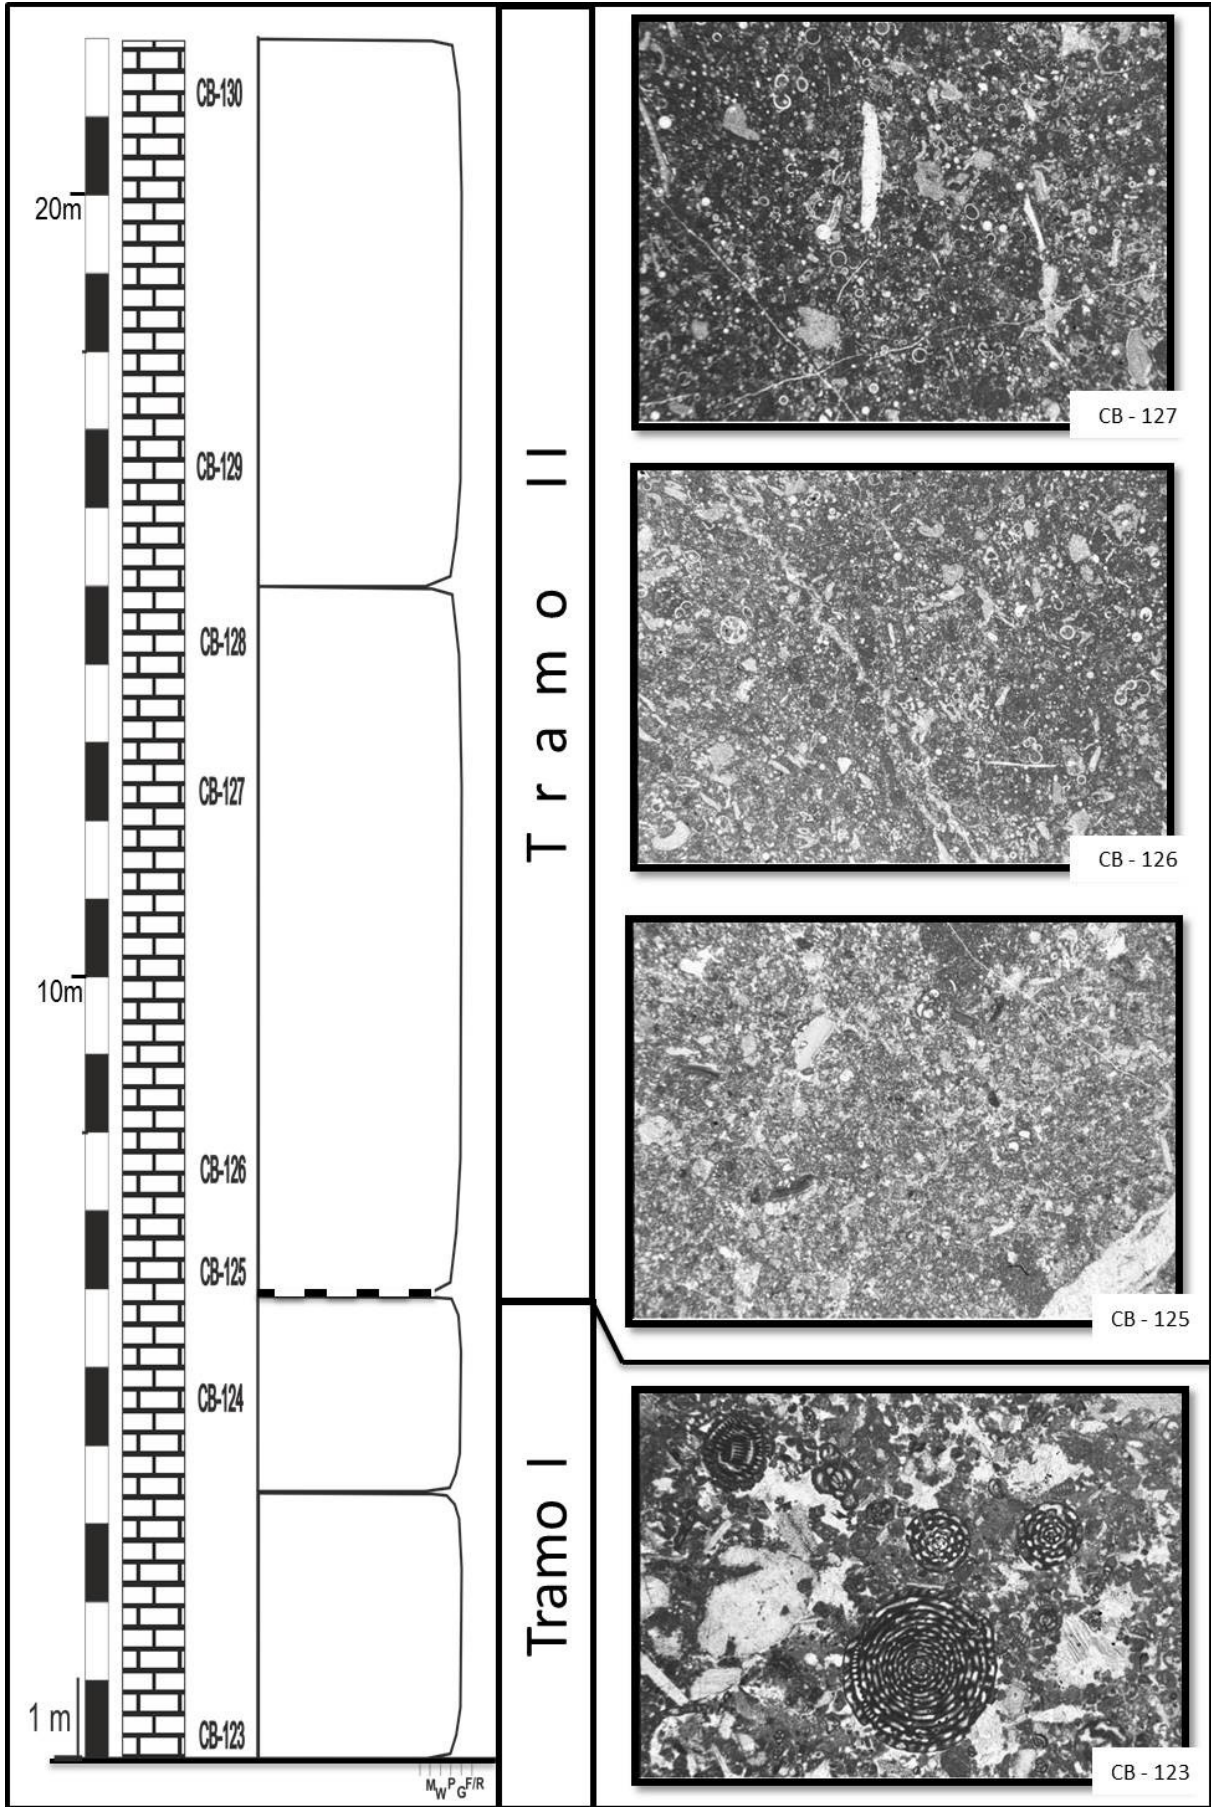 CB-130
20m
CB-129
CB-128
CB-127
10m
CB-126
CB-125
CB-124
1 m
CB-123
M W P G F/R
Tramo II
Tramo I
CB - 127
CB - 126
CB - 125
CB - 123